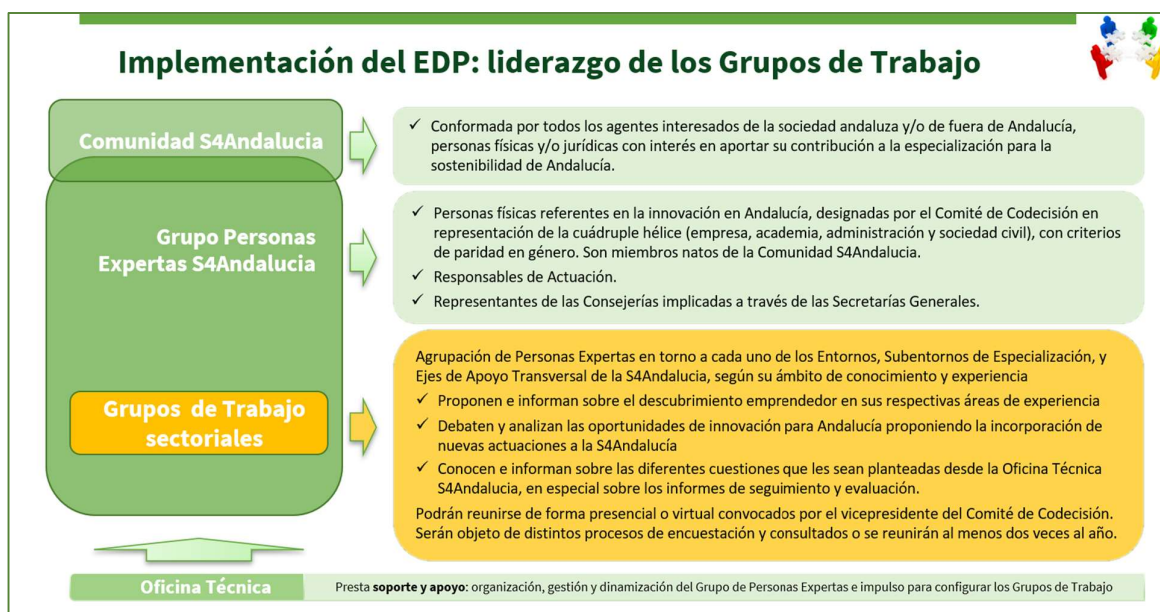 Implementación del EDP: liderazgo de los Grupos de Trabajo
Comunidad S4Andalucia
✓ Conformada por todos los agentes interesados de la sociedad andaluza y/o de fuera de Andalucía,
personas físicas y/o jurídicas con interés en aportar su contribución a la especialización para la
sostenibilidad de Andalucía.
Grupo Personas
Expertas S4Andalucia
✓ Personas físicas referentes en la innovación en Andalucía, designadas por el Comité de Codecisión en
representación de la cuádruple hélice (empresa, academia, administración y sociedad civil), con criterios
de paridad en género. Son miembros natos de la Comunidad S4Andalucia.
✓ Responsables de Actuación.
✓ Representantes de las Consejerías implicadas a través de las Secretarías Generales.
Grupos de Trabajo
sectoriales
Agrupación de Personas Expertas en torno a cada uno de los Entornos, Subentornos de Especialización, y
Ejes de Apoyo Transversal de la S4Andalucia, según su ámbito de conocimiento y experiencia
✓ Proponen e informan sobre el descubrimiento emprendedor en sus respectivas áreas de experiencia
✓ Debaten y analizan las oportunidades de innovación para Andalucía proponiendo la incorporación de
nuevas actuaciones a la S4Andalucía
✓ Conocen e informan sobre las diferentes cuestiones que les sean planteadas desde la Oficina Técnica
S4Andalucia, en especial sobre los informes de seguimiento y evaluación.
Podrán reunirse de forma presencial o virtual convocados por el vicepresidente del Comité de Codecisión.
Serán objeto de distintos procesos de encuestación y consultados o se reunirán al menos dos veces al año.
Oficina Técnica
Presta soporte y apoyo: organización, gestión y dinamización del Grupo de Personas Expertas e impulso para configurar los Grupos de Trabajo